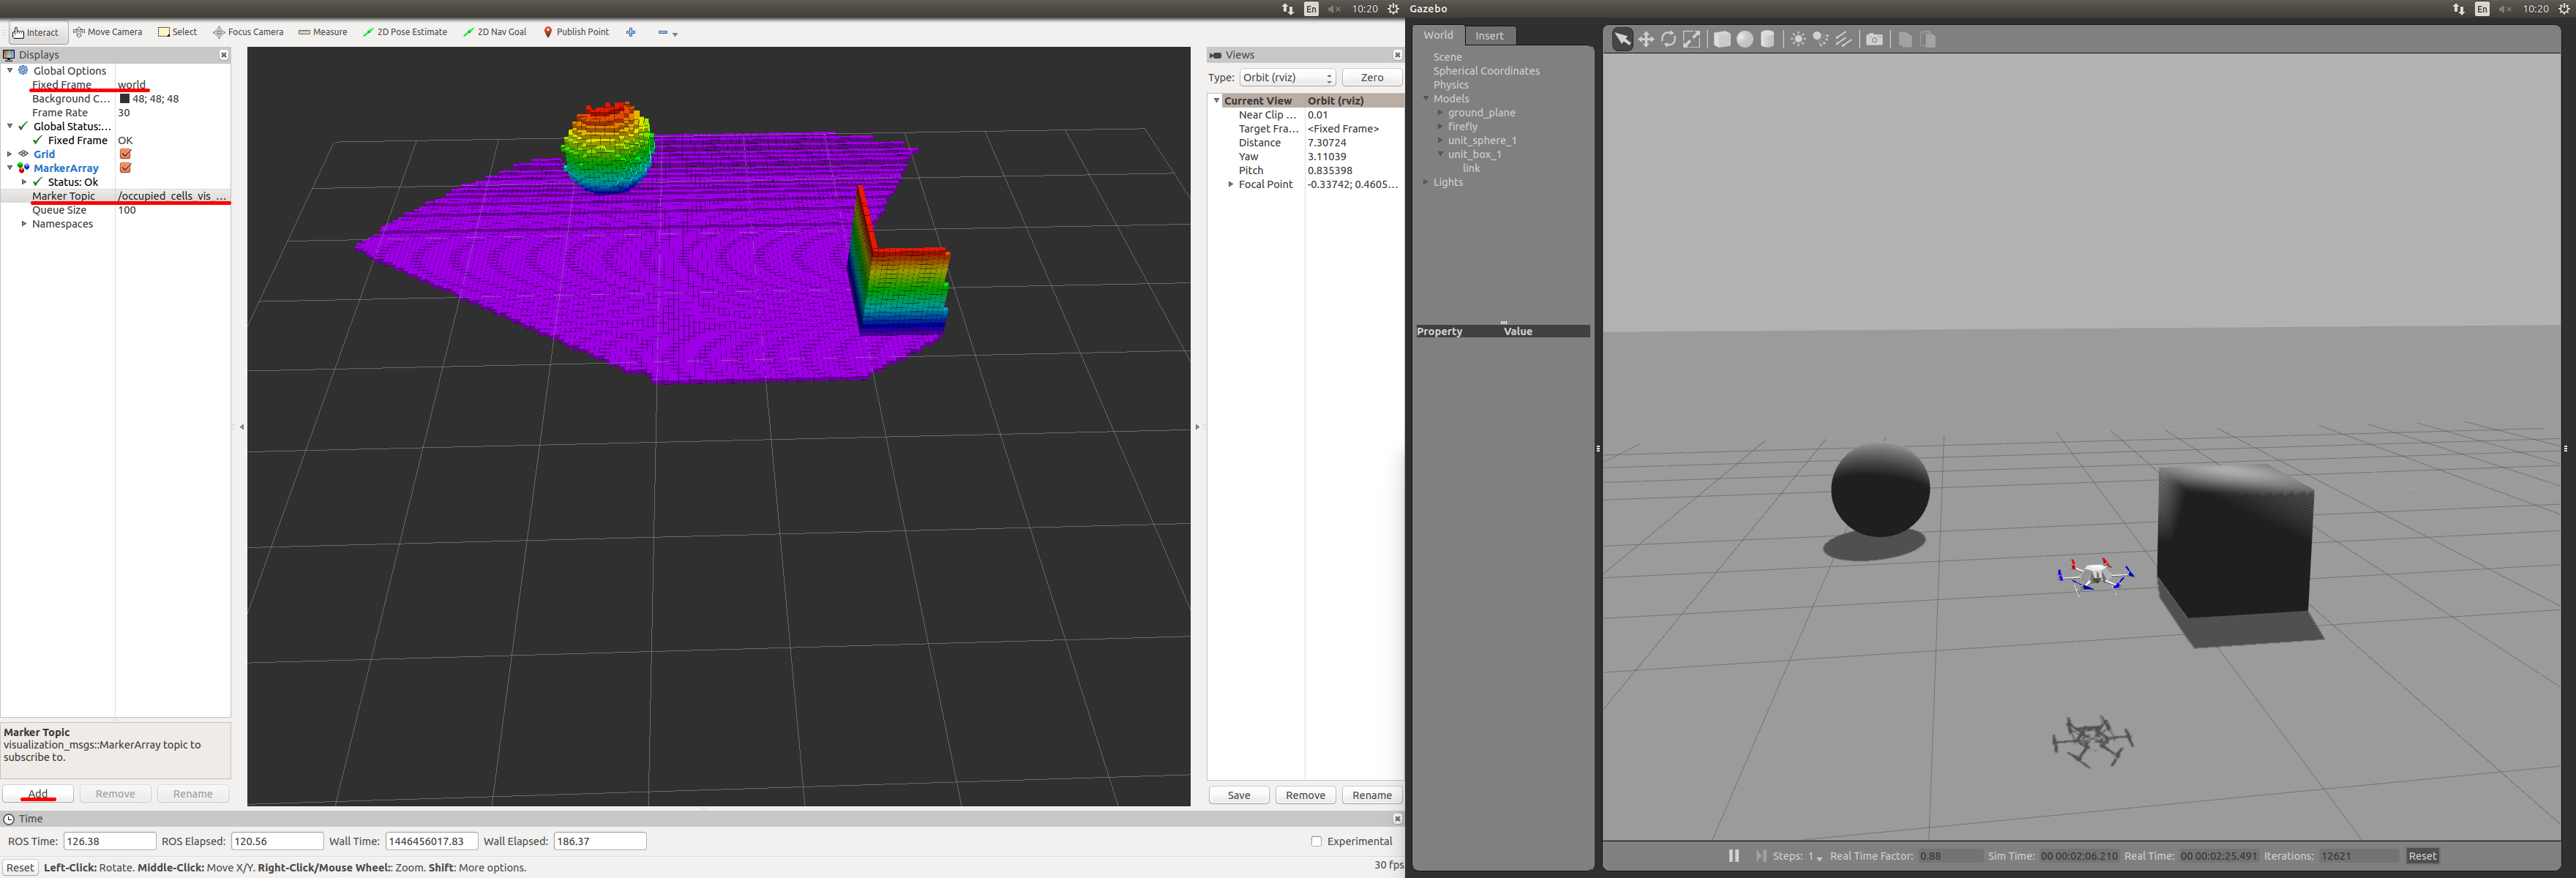 En 10:20 Gazebo En 10:20
Interact Move Camera Select Focus Camera Measure 2D Pose Estimate 2D Nav Goal Publish Point
Displays
Global Options
Fixed Frame world
Background C... 48; 48; 48
Frame Rate 30
Global Status:...
Fixed Frame OK
Grid
MarkerArray
Status: Ok
Marker Topic /occupied_cells_vis_...
Queue Size 100
Namespaces
Marker Topic
visualization_msgs::MarkerArray topic to
subscribe to.
Add Remove Rename
Views
Type: Orbit (rviz) Zero
Current View Orbit (rviz)
Near Clip ... 0.01
Target Fra... <Fixed Frame>
Distance 7.30724
Yaw 3.11039
Pitch 0.835398
Focal Point -0.33742; 0.4605...
Save Remove Rename
Time
ROS Time: 126.38 ROS Elapsed: 120.56 Wall Time: 1446456017.83 Wall Elapsed: 186.37 Experimental
Reset Left-Click: Rotate. Middle-Click: Move X/Y. Right-Click/Mouse Wheel:: Zoom. Shift: More options. 30 fps
World Insert
Scene
Spherical Coordinates
Physics
Models
ground_plane
firefly
unit_sphere_1
unit_box_1
link
Lights
Property Value
Steps: 1 Real Time Factor: 0.88 Sim Time: 00 00:02:06.210 Real Time: 00 00:02:25.491 Iterations: 12621 Reset